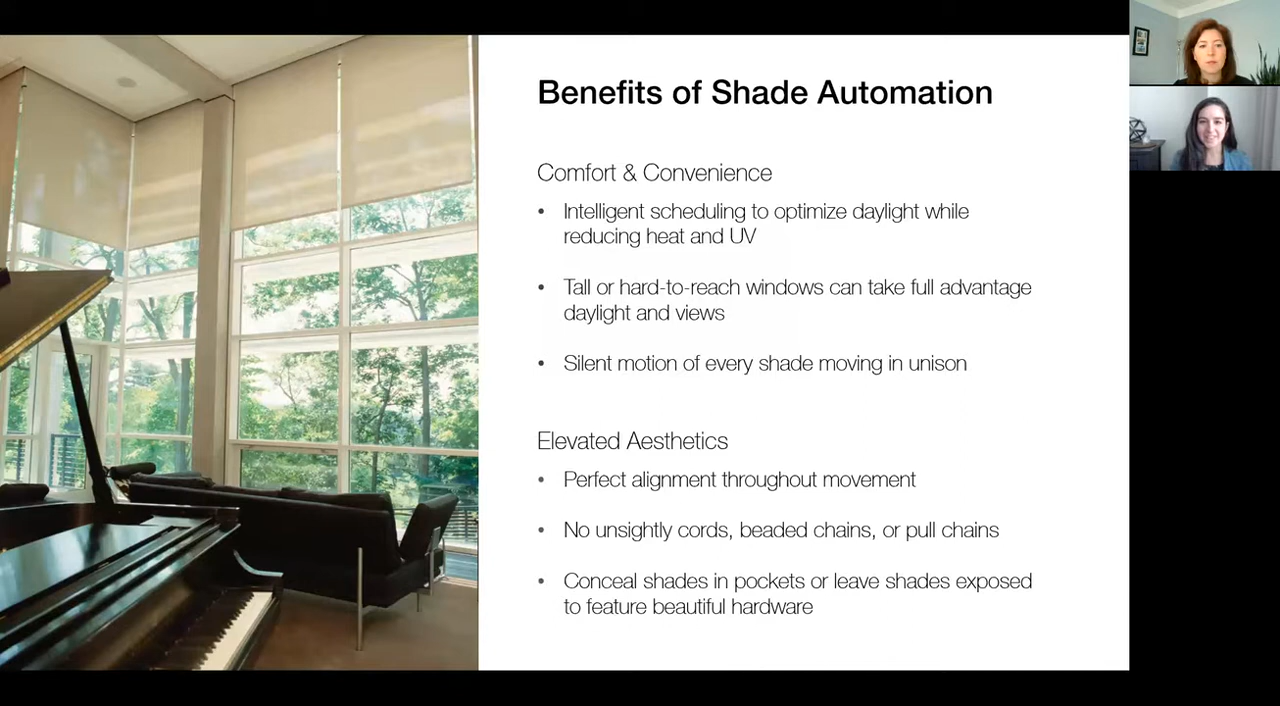 Benefits of Shade Automation
Comfort & Convenience
• Intelligent scheduling to optimize daylight while
reducing heat and UV
• Tall or hard-to-reach windows can take full advantage
daylight and views
• Silent motion of every shade moving in unison
Elevated Aesthetics
• Perfect alignment throughout movement
• No unsightly cords, beaded chains, or pull chains
• Conceal shades in pockets or leave shades exposed
to feature beautiful hardware